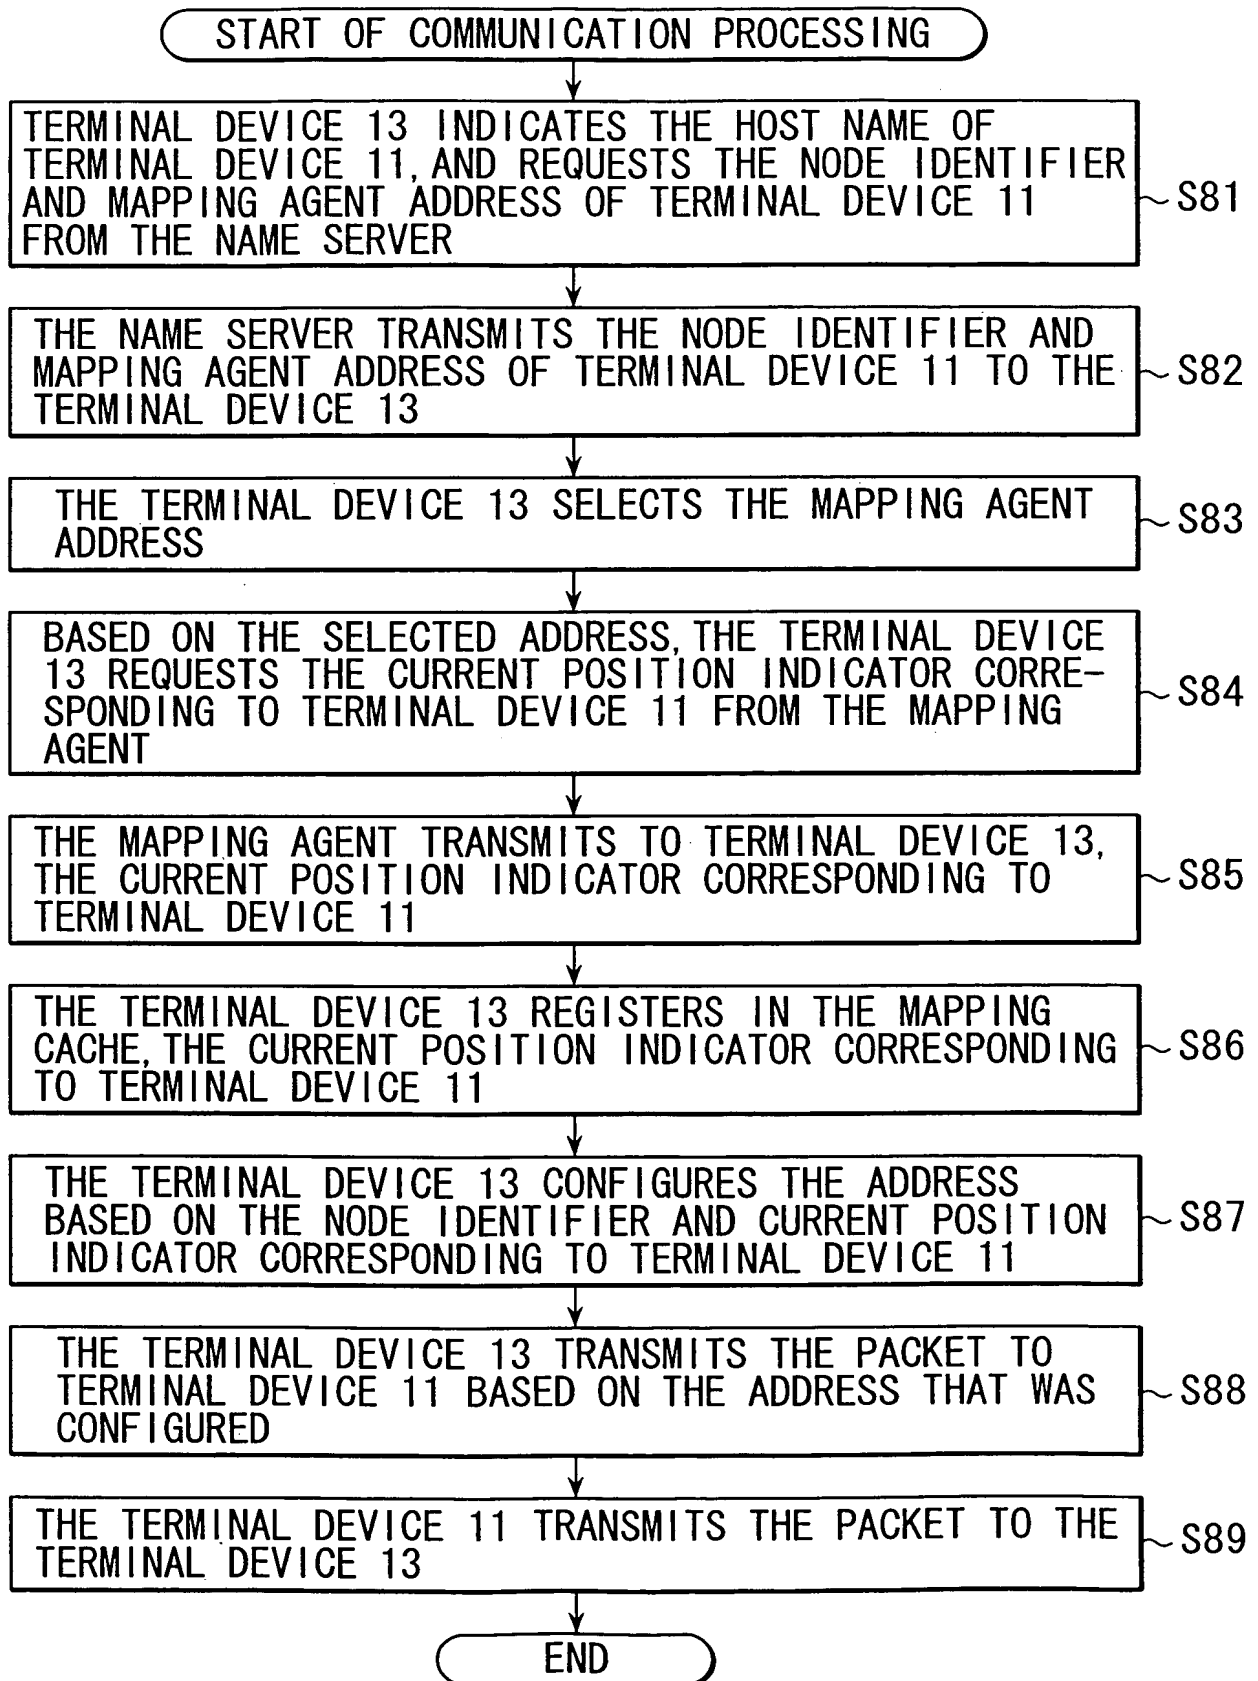 START OF COMMUNICATION PROCESSING
TERMINAL DEVICE 13 INDICATES THE HOST NAME OF
TERMINAL DEVICE 11, AND REQUESTS THE NODE IDENTIFIER
AND MAPPING AGENT ADDRESS OF TERMINAL DEVICE 11
FROM THE NAME SERVER
S81
THE NAME SERVER TRANSMITS THE NODE IDENTIFIER AND
MAPPING AGENT ADDRESS OF TERMINAL DEVICE 11 TO THE
TERMINAL DEVICE 13
S82
THE TERMINAL DEVICE 13 SELECTS THE MAPPING AGENT
ADDRESS
S83
BASED ON THE SELECTED ADDRESS, THE TERMINAL DEVICE
13 REQUESTS THE CURRENT POSITION INDICATOR CORRE-
SPONDING TO TERMINAL DEVICE 11 FROM THE MAPPING
AGENT
S84
THE MAPPING AGENT TRANSMITS TO TERMINAL DEVICE 13,
THE CURRENT POSITION INDICATOR CORRESPONDING TO
TERMINAL DEVICE 11
S85
THE TERMINAL DEVICE 13 REGISTERS IN THE MAPPING
CACHE, THE CURRENT POSITION INDICATOR CORRESPONDING
TO TERMINAL DEVICE 11
S86
THE TERMINAL DEVICE 13 CONFIGURES THE ADDRESS
BASED ON THE NODE IDENTIFIER AND CURRENT POSITION
INDICATOR CORRESPONDING TO TERMINAL DEVICE 11
S87
THE TERMINAL DEVICE 13 TRANSMITS THE PACKET TO
TERMINAL DEVICE 11 BASED ON THE ADDRESS THAT WAS
CONFIGURED
S88
THE TERMINAL DEVICE 11 TRANSMITS THE PACKET TO THE
TERMINAL DEVICE 13
S89
END